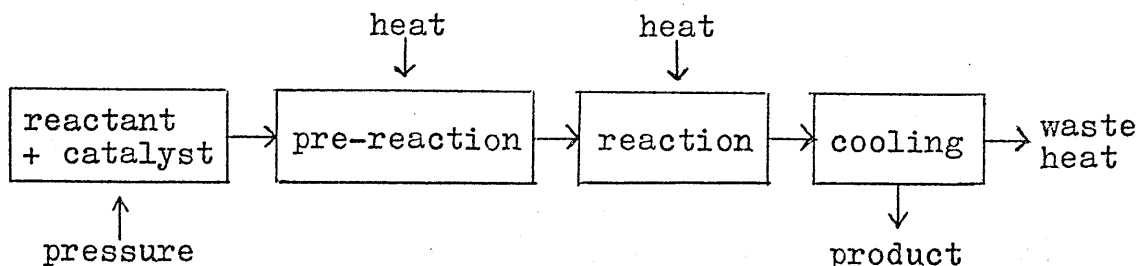 heat
heat
reactant
+ catalyst
pre-reaction
reaction
cooling
waste
heat
pressure
product